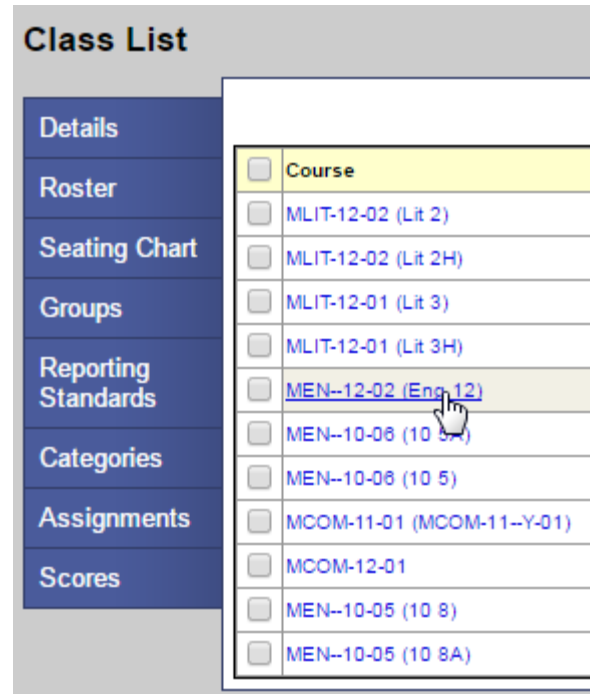 Class List
Details
Roster
Seating Chart
Groups
Reporting
Standards
Categories
Assignments
Scores
Course
MLIT-12-02 (Lit 2)
MLIT-12-02 (Lit 2H)
MLIT-12-01 (Lit 3)
MLIT-12-01 (Lit 3H)
MEN--12-02 (Eng 12)
MEN--10-06 (10 5A)
MEN--10-06 (10 5)
MCOM-11-01 (MCOM-11--Y-01)
MCOM-12-01
MEN--10-05 (10 8)
MEN--10-05 (10 8A)